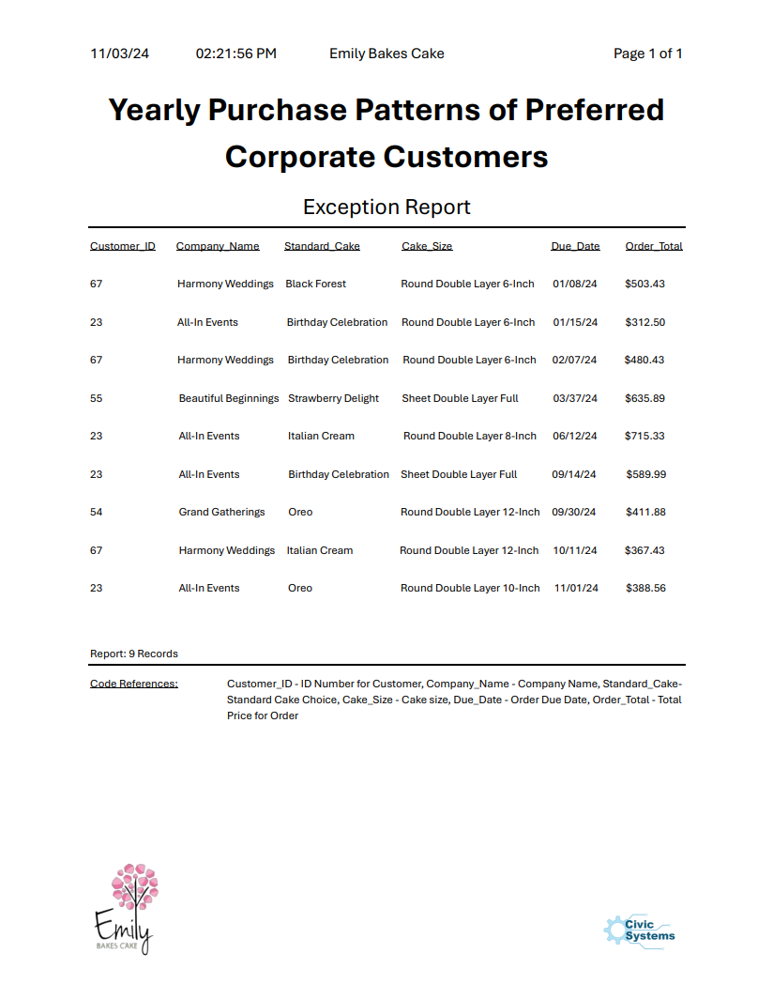 11/03/24 02:21:56 PM Emily Bakes Cake Page 1 of 1
Yearly Purchase Patterns of Preferred
Corporate Customers
Exception Report
Customer_ID Company_Name Standard_Cake Cake_Size Due_Date Order_Total
67 Harmony Weddings Black Forest Round Double Layer 6-Inch 01/08/24 $503.43
23 All-In Events Birthday Celebration Round Double Layer 6-Inch 01/15/24 $312.50
67 Harmony Weddings Birthday Celebration Round Double Layer 6-Inch 02/07/24 $480.43
55 Beautiful Beginnings Strawberry Delight Sheet Double Layer Full 03/37/24 $635.89
23 All-In Events Italian Cream Round Double Layer 8-Inch 06/12/24 $715.33
23 All-In Events Birthday Celebration Sheet Double Layer Full 09/14/24 $589.99
54 Grand Gatherings Oreo Round Double Layer 12-Inch 09/30/24 $411.88
67 Harmony Weddings Italian Cream Round Double Layer 12-Inch 10/11/24 $367.43
23 All-In Events Oreo Round Double Layer 10-Inch 11/01/24 $388.56
Report: 9 Records
Code References: Customer_ID - ID Number for Customer, Company_Name - Company Name, Standard_Cake-
Standard Cake Choice, Cake_Size - Cake size, Due_Date - Order Due Date, Order_Total - Total
Price for Order
Emily
BAKES CAKE
Civic
Systems